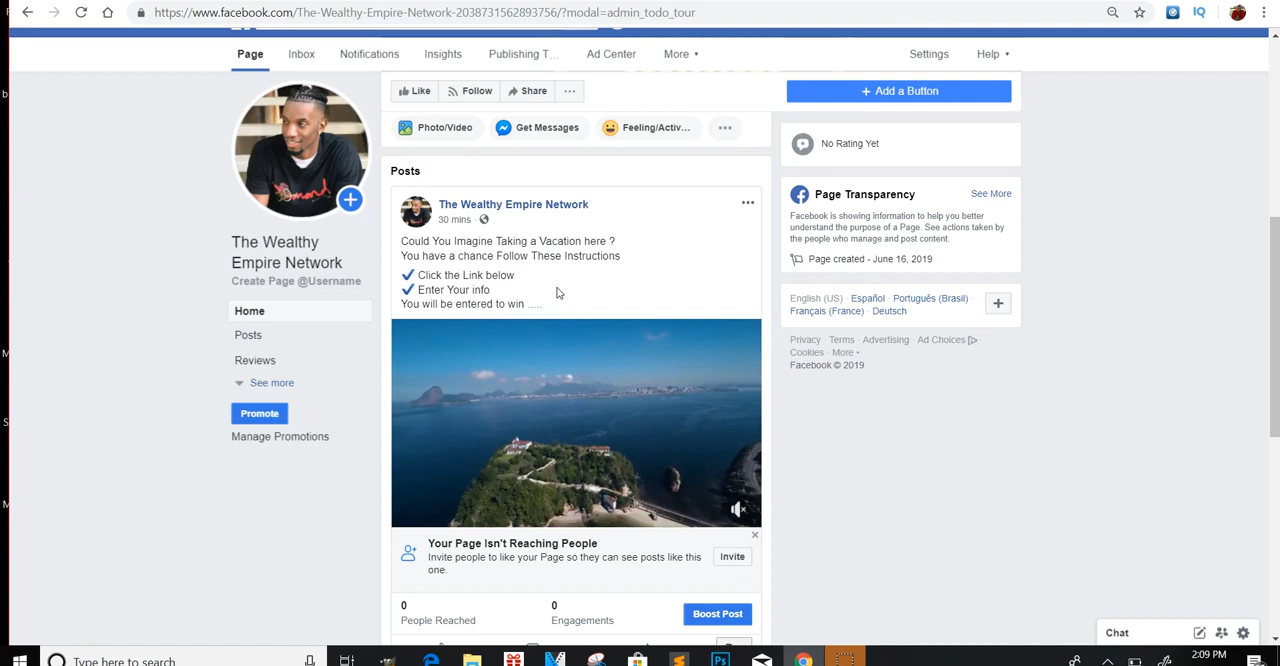 https://www.facebook.com/The-Wealthy-Empire-Network-2038731562893756/?modal=admin_todo_tour
Page
Inbox
Notifications
Insights
Publishing T...
Ad Center
More
Settings
Help
Like
Follow
Share
...
+ Add a Button
Photo/Video
Get Messages
Feeling/Activ...
...
No Rating Yet
Posts
The Wealthy Empire Network
30 mins ·
Could You Imagine Taking a Vacation here ?
You have a chance Follow These Instructions
✔ Click the Link below
✔ Enter Your info
You will be entered to win .....
Page Transparency
See More
Facebook is showing information to help you better
understand the purpose of a Page. See actions taken by
the people who manage and post content.
Page created - June 16, 2019
The Wealthy
Empire Network
Create Page @Username
Home
Posts
Reviews
See more
Promote
Manage Promotions
English (US) · Español · Português (Brasil) ·
Français (France) · Deutsch
Privacy · Terms · Advertising · Ad Choices ·
Cookies · More
Facebook © 2019
Your Page Isn't Reaching People
Invite people to like your Page so they can see posts like this
one.
Invite
0
People Reached
0
Engagements
Boost Post
Chat
Type here to search
Ps
2:09 PM